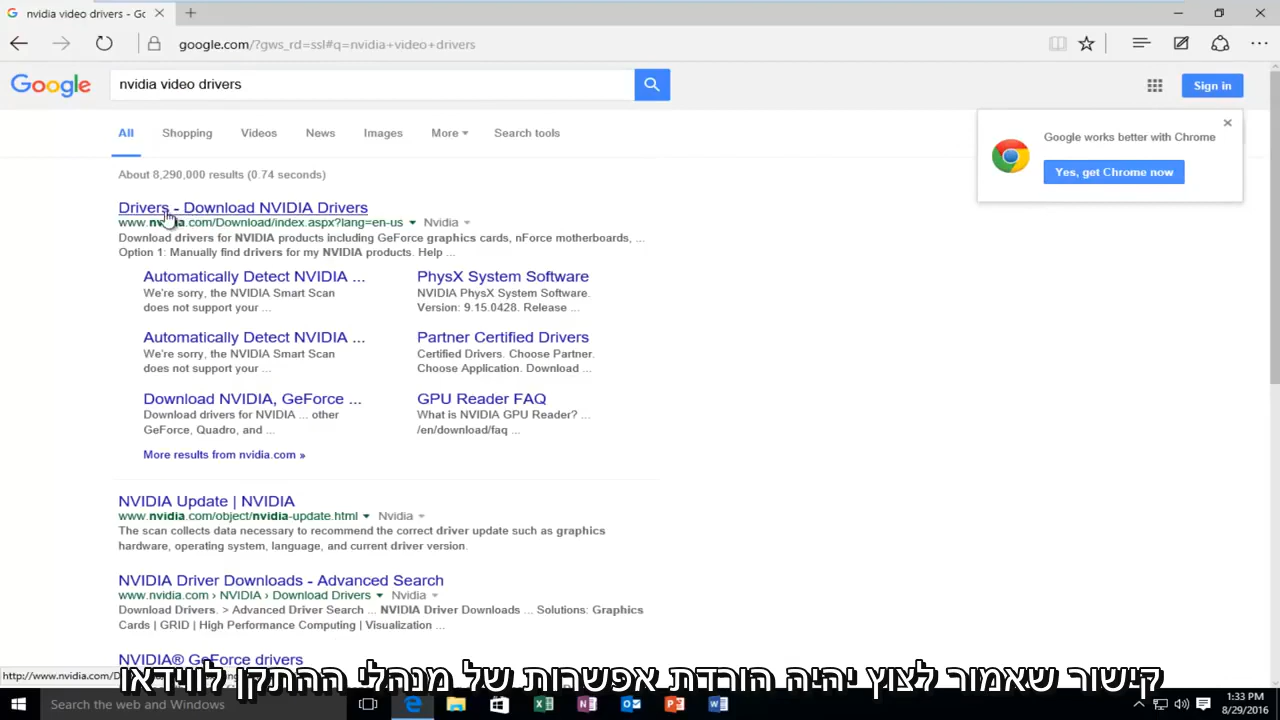 nvidia video drivers - Go
google.com/?gws_rd=ssl#q=nvidia+video+drivers
Google
nvidia video drivers
Sign in
All Shopping Videos News Images More Search tools
Google works better with Chrome
Yes, get Chrome now
About 8,290,000 results (0.74 seconds)
Drivers - Download NVIDIA Drivers
www.nvidia.com/Download/index.aspx?lang=en-us Nvidia
Download drivers for NVIDIA products including GeForce graphics cards, nForce motherboards, ...
Option 1: Manually find drivers for my NVIDIA products. Help ...
Automatically Detect NVIDIA ...
We're sorry, the NVIDIA Smart Scan
does not support your ...
PhysX System Software
NVIDIA PhysX System Software.
Version: 9.15.0428. Release ...
Automatically Detect NVIDIA ...
We're sorry, the NVIDIA Smart Scan
does not support your ...
Partner Certified Drivers
Certified Drivers. Choose Partner.
Choose Application. Download ...
Download NVIDIA, GeForce ...
Download drivers for NVIDIA ... other
GeForce, Quadro, and ...
GPU Reader FAQ
What is NVIDIA GPU Reader? ...
/en/download/faq ...
More results from nvidia.com »
NVIDIA Update | NVIDIA
www.nvidia.com/object/nvidia-update.html Nvidia
The scan collects data necessary to recommend the correct driver update such as graphics
hardware, operating system, language, and current driver version.
NVIDIA Driver Downloads - Advanced Search
www.nvidia.com › NVIDIA › Download Drivers Nvidia
Download Drivers. > Advanced Driver Search ... NVIDIA Driver Downloads ... Solutions: Graphics
Cards | GRID | High Performance Computing | Visualization ...
NVIDIA® GeForce drivers
http://www.nvidia.com/D
קישור שאמור לצוץ יהיה הורדת אפשרות של מנהלי ההתקן לווידאו
Search the web and Windows
1:33 PM
8/29/2016